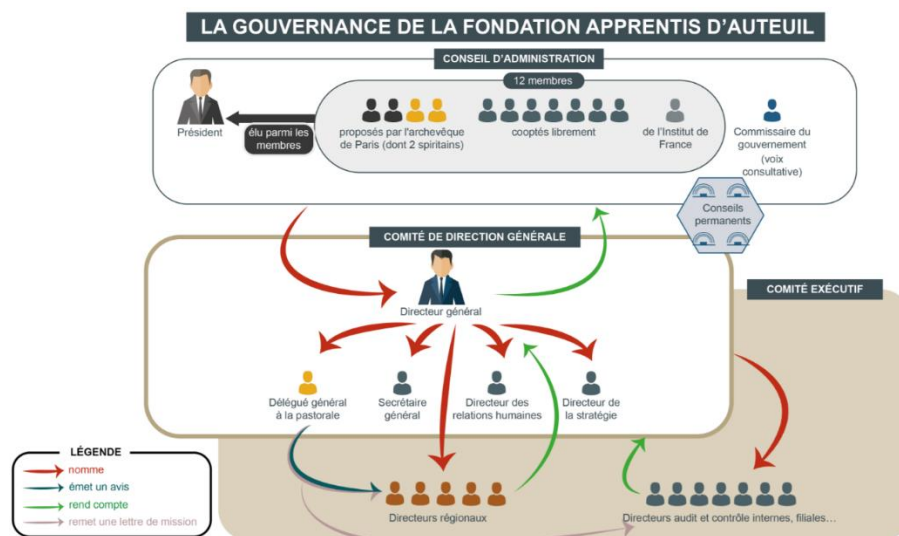 LA GOUVERNANCE DE LA FONDATION APPRENTIS D'AUTEUIL
CONSEIL D'ADMINISTRATION
12 membres
Président
élu parmi les
membres
proposés par l'archevêque
de Paris (dont 2 spiritains)
cooptés librement
de l'Institut de
France
Commissaire du
gouvernement
(voix
consultative)
Conseils
permanents
COMITÉ DE DIRECTION GÉNÉRALE
COMITÉ EXÉCUTIF
Directeur général
Délégué général
à la pastorale
Secrétaire
général
Directeur des
relations humaines
Directeur de
la stratégie
LÉGENDE
nomme
émet un avis
rend compte
remet une lettre de mission
Directeurs régionaux
Directeurs audit et contrôle internes, filiales...